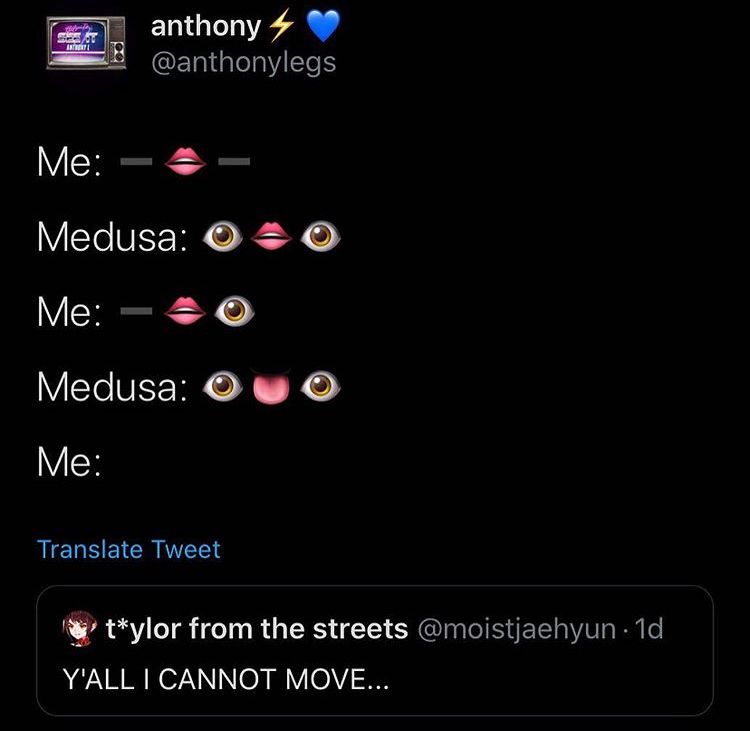 anthony⚡💙
@anthonylegs
Me: ➖👄➖
Medusa: 👁👄👁
Me: ➖👄👁
Medusa: 👁👅👁
Me:
Translate Tweet
t*ylor from the streets @moistjaehyun · 1d
Y'ALL I CANNOT MOVE...